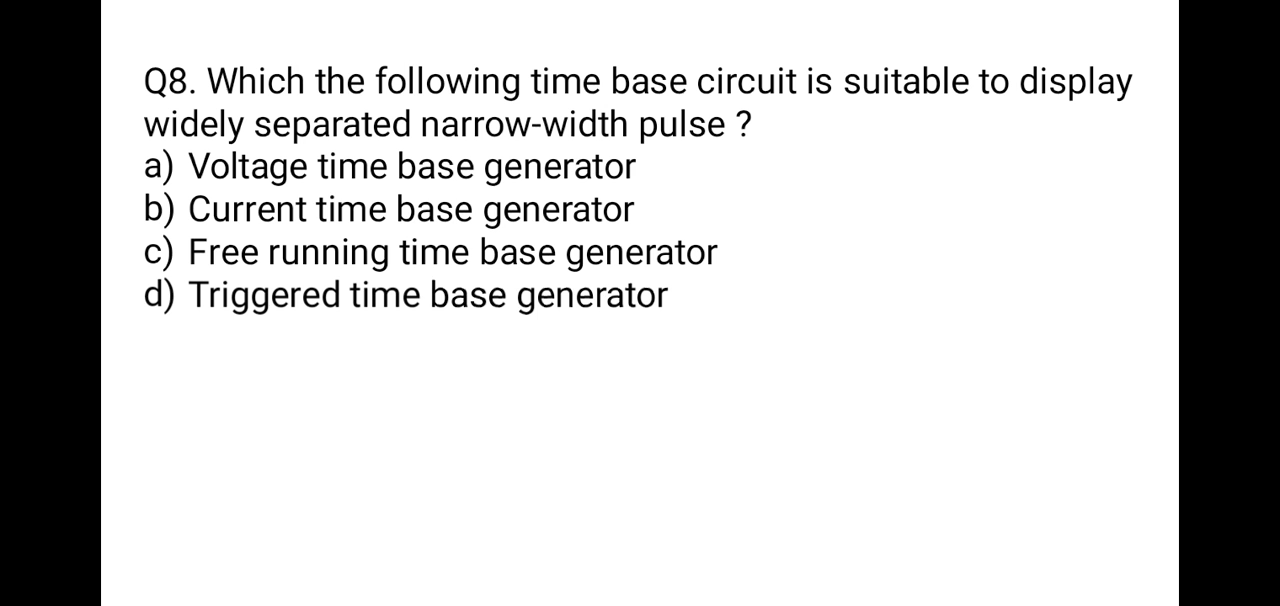 Q8. Which the following time base circuit is suitable to display
widely separated narrow-width pulse ?
a) Voltage time base generator
b) Current time base generator
c) Free running time base generator
d) Triggered time base generator